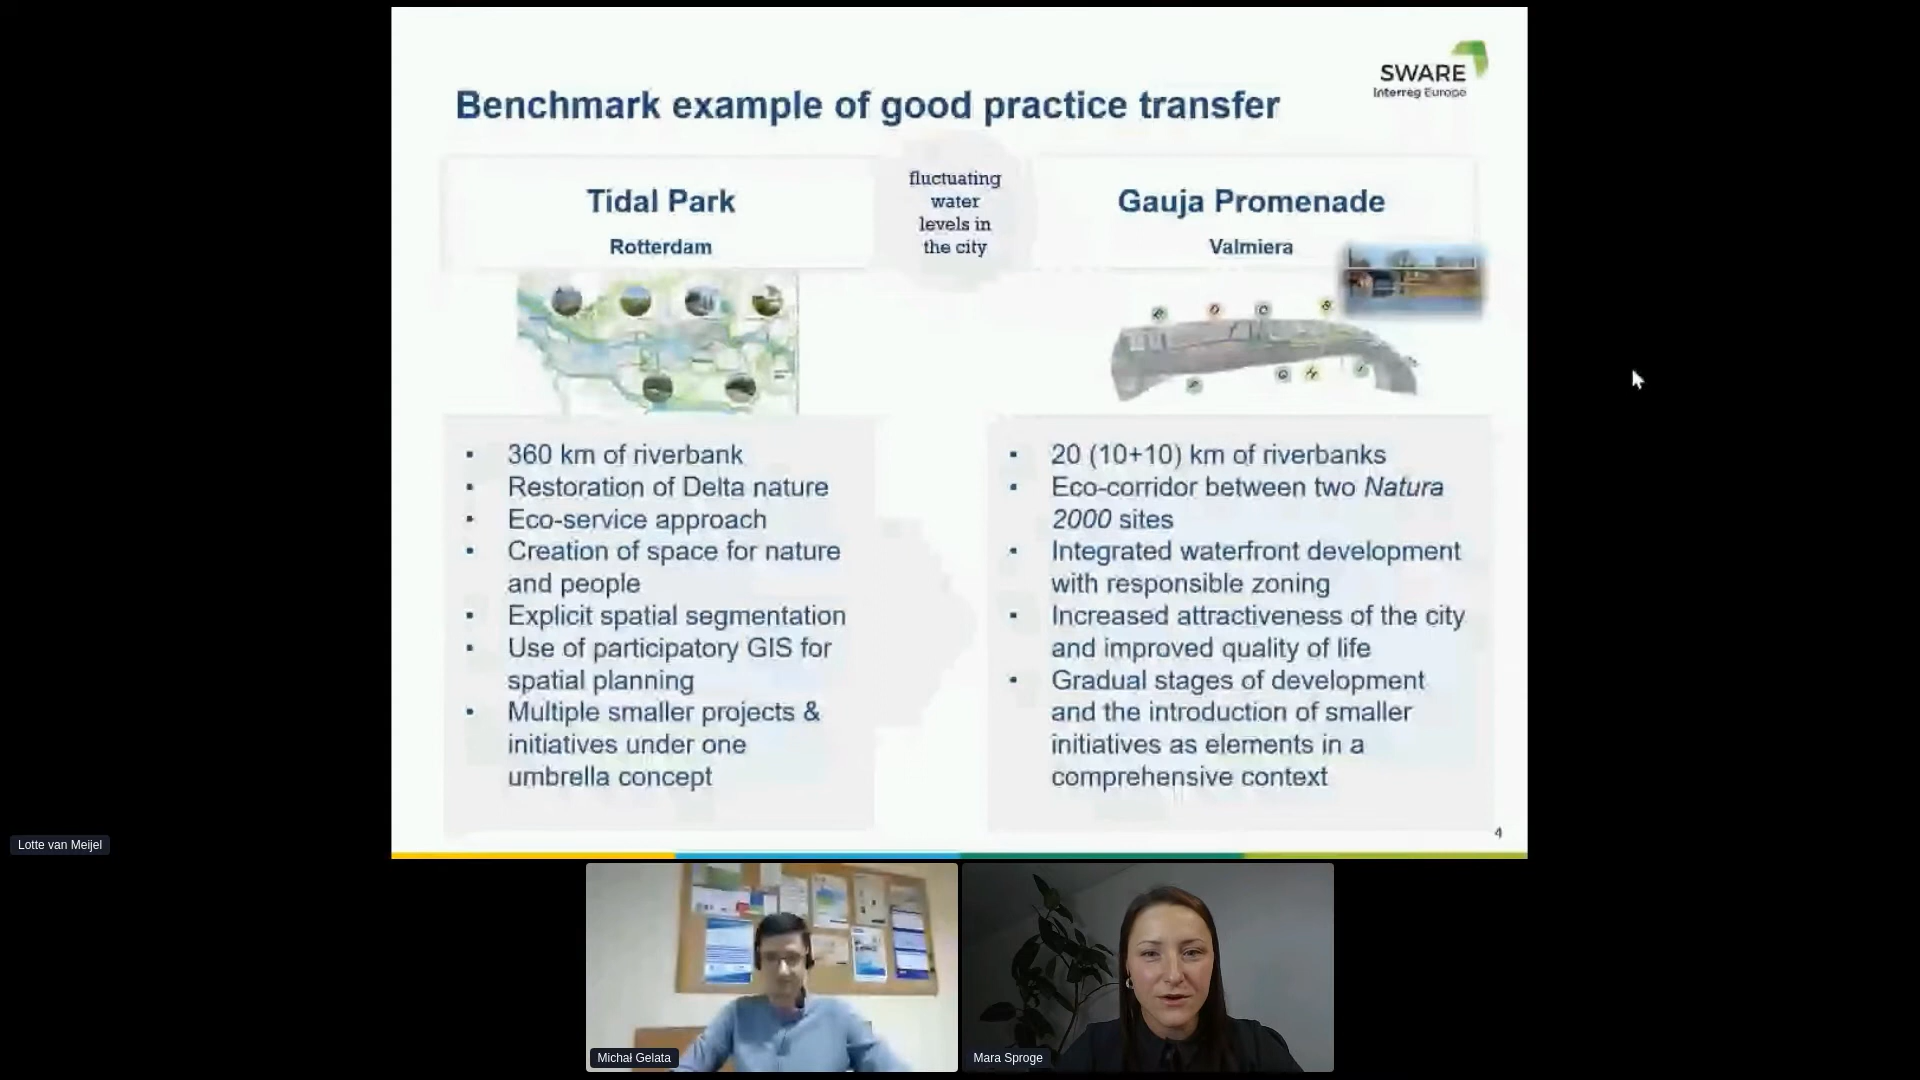 SWARE
Interreg Europe
Benchmark example of good practice transfer
Tidal Park
Rotterdam
fluctuating
water
levels in
the city
Gauja Promenade
Valmiera
• 360 km of riverbank
• Restoration of Delta nature
• Eco-service approach
• Creation of space for nature
and people
• Explicit spatial segmentation
• Use of participatory GIS for
spatial planning
• Multiple smaller projects &
initiatives under one
umbrella concept
• 20 (10+10) km of riverbanks
• Eco-corridor between two Natura
2000 sites
• Integrated waterfront development
with responsible zoning
• Increased attractiveness of the city
and improved quality of life
• Gradual stages of development
and the introduction of smaller
initiatives as elements in a
comprehensive context
4
Lotte van Meijel
Michał Gelata
Mara Sproge